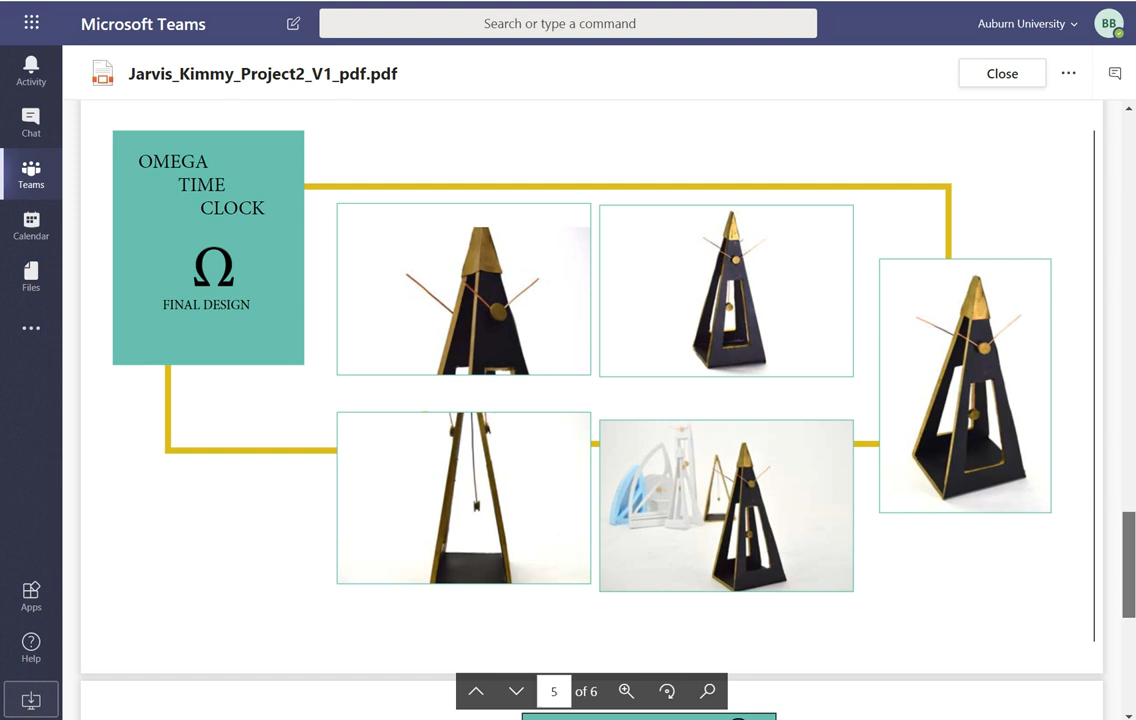 Microsoft Teams
Search or type a command
Auburn University
BB
Activity
Chat
Teams
Calendar
Files
Apps
Help
Jarvis_Kimmy_Project2_V1_pdf.pdf
Close
OMEGA
TIME
CLOCK
Ω
FINAL DESIGN
5 of 6